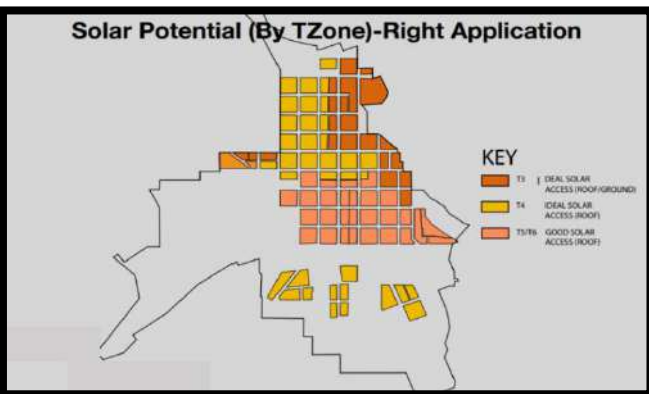 Solar Potential (By TZone)-Right Application
KEY
T3 IDEAL SOLAR
ACCESS (ROOF/GROUND)
T4 IDEAL SOLAR
ACCESS (ROOF)
T5/T6 GOOD SOLAR
ACCESS (ROOF)